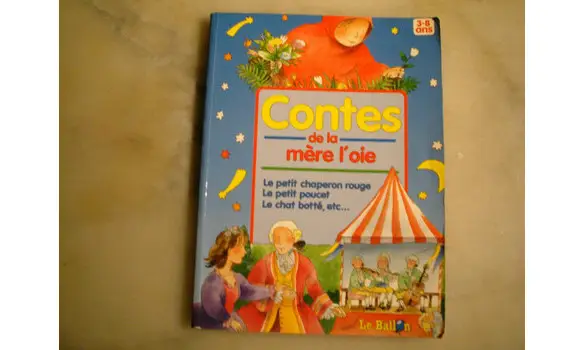 3-8
ans
Contes
de la
mère l'oie
Le petit chaperon rouge
Le petit poucet
Le chat botté, etc...
Le Ballon